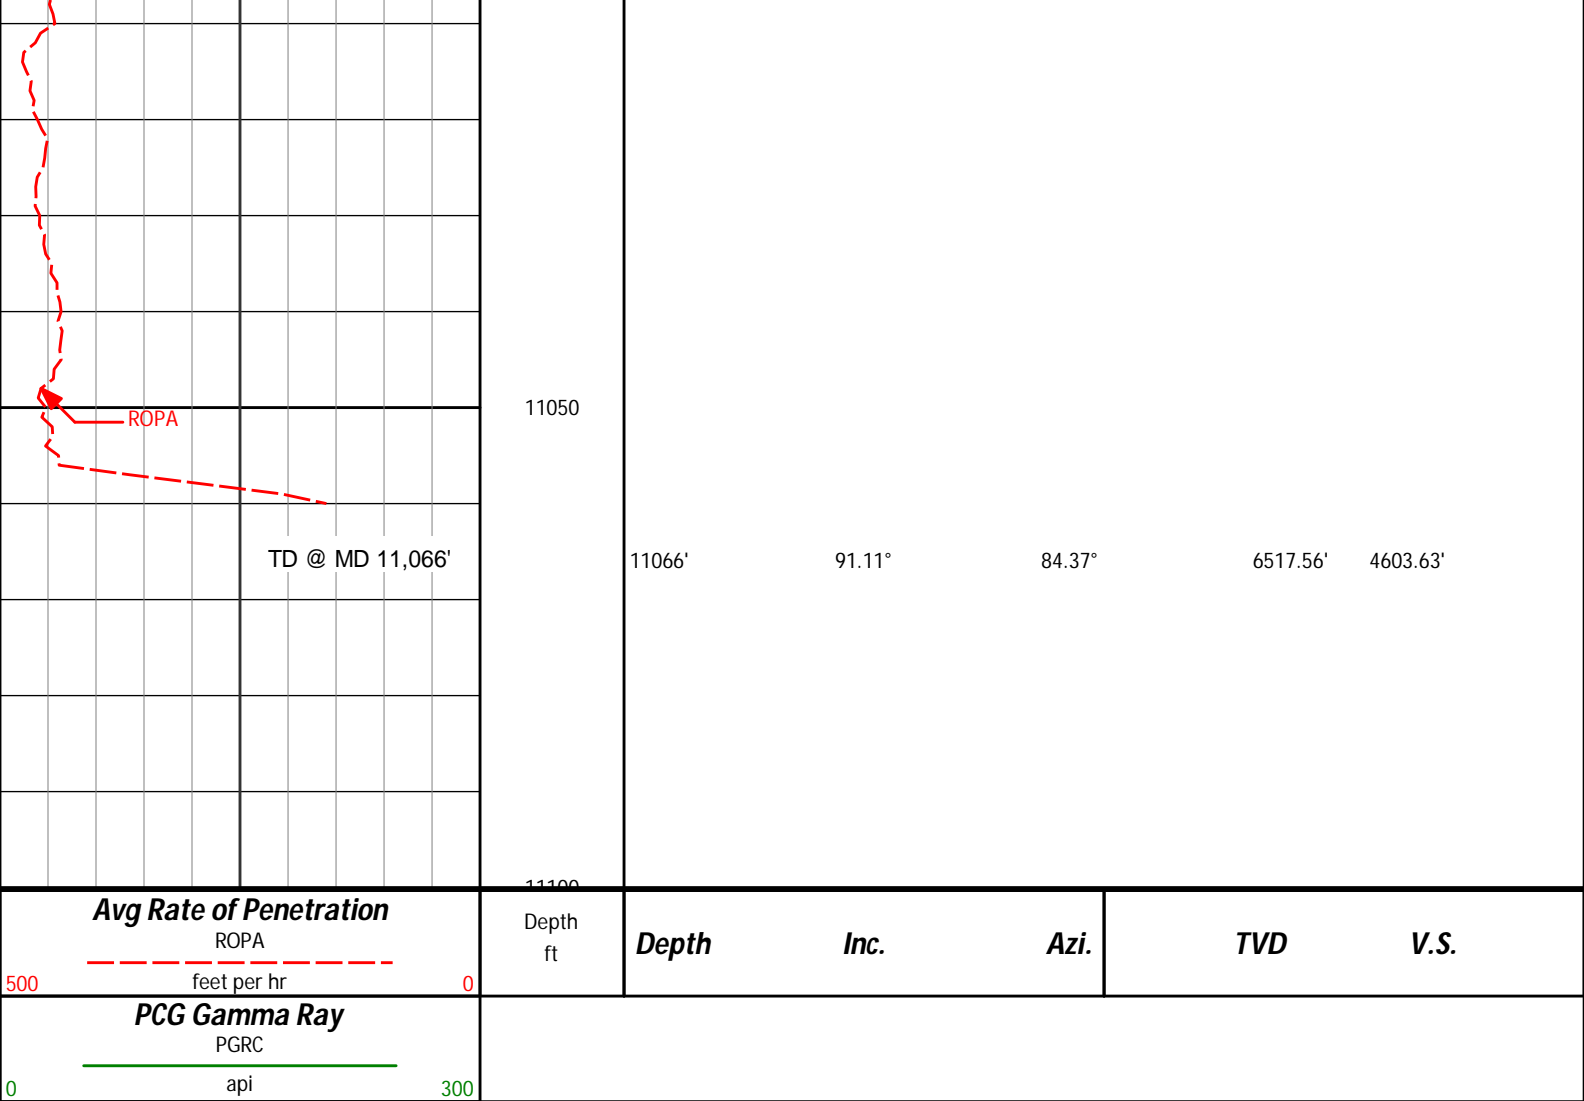 11050
ROPA
TD @ MD 11,066' 11066' 91.11° 84.37° 6517.56' 4603.63'
11100
Avg Rate of Penetration
ROPA
500 feet per hr 0
Depth
ft
Depth Inc. Azi. TVD V.S.
PCG Gamma Ray
PGRC
0 api 300